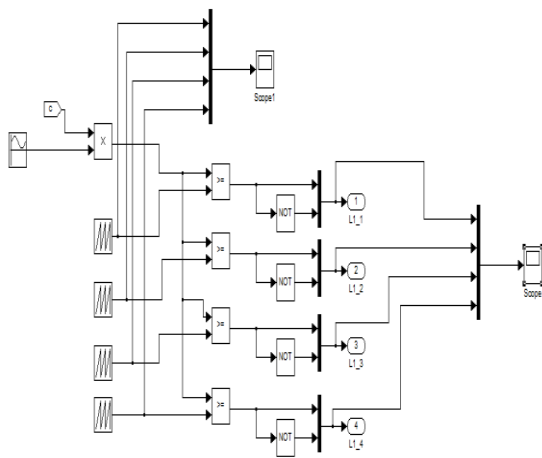 Scope1
c
X
>=
1
NOT
L1_1
>=
2
NOT
L1_2
Scope
>=
3
NOT
L1_3
>=
4
NOT
L1_4